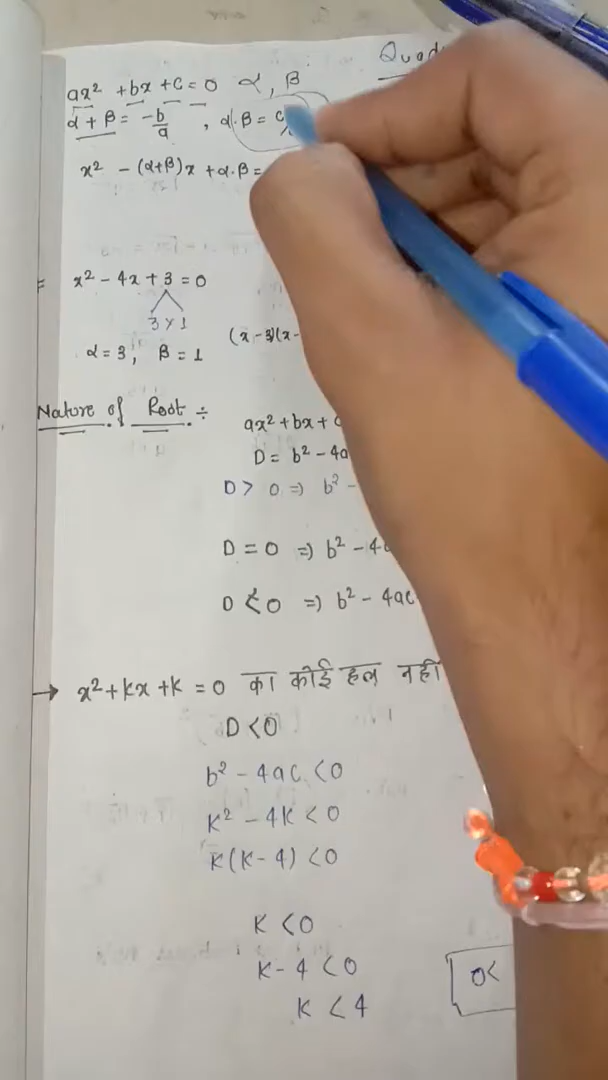 ax² + bx + c = 0 α, β
α + β = -b/a , α·β = c
x² - (α+β)x + α·β =
= x² - 4x + 3 = 0
3 × 1
α = 3, β = 1 (x-3)(x-
Nature of Root ÷
ax² + bx +
D = b² - 4a
D > 0 => b² -
D = 0 => b² - 4
D < 0 => b² - 4ac
→ x² + kx + k = 0 का कोई हल नहीं
D < 0
b² - 4ac < 0
k² - 4k < 0
k(k - 4) < 0
k < 0
k - 4 < 0
0<
k < 4